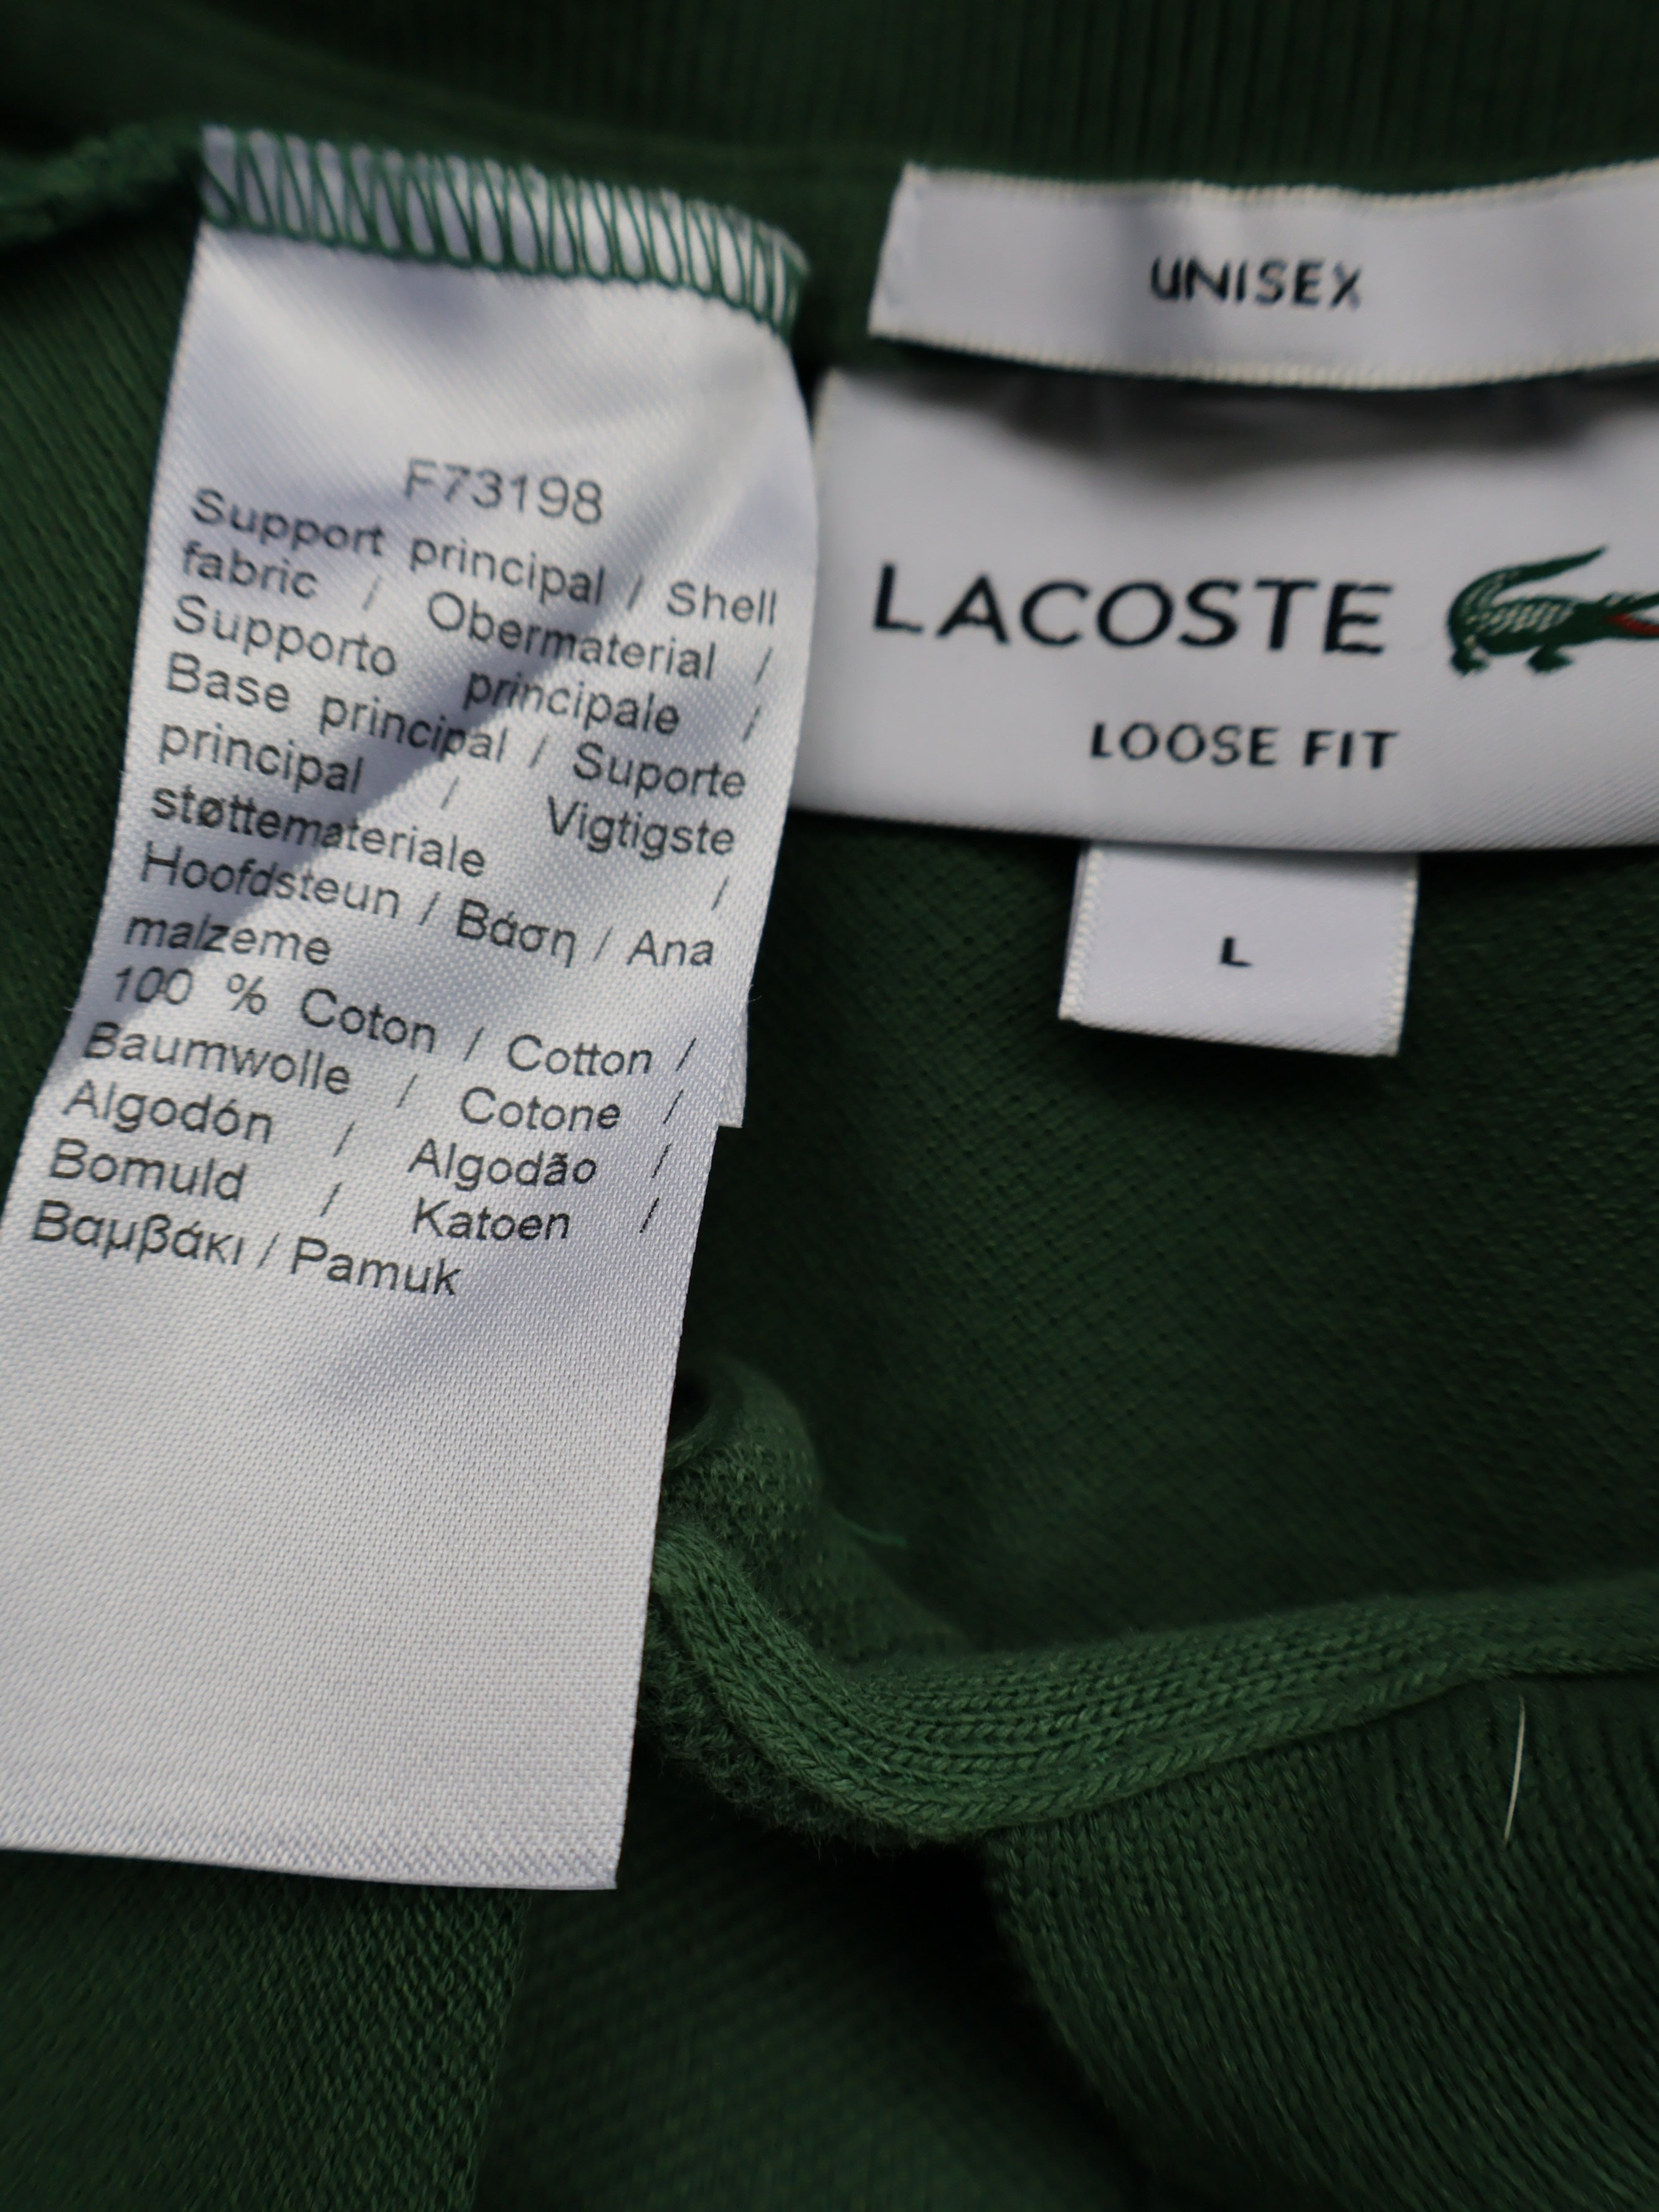 F73198
Support principal / Shell
fabric / Obermaterial /
Supporto principale /
Base principal / Suporte
principal / Vigtigste
støttemateriale /
Hoofdsteun / Βάση / Ana
malzeme
100 % Coton / Cotton /
Baumwolle / Cotone /
Algodón / Algodão /
Bomuld / Katoen /
Βαμβάκι / Pamuk
UNISEX
LACOSTE
LOOSE FIT
L